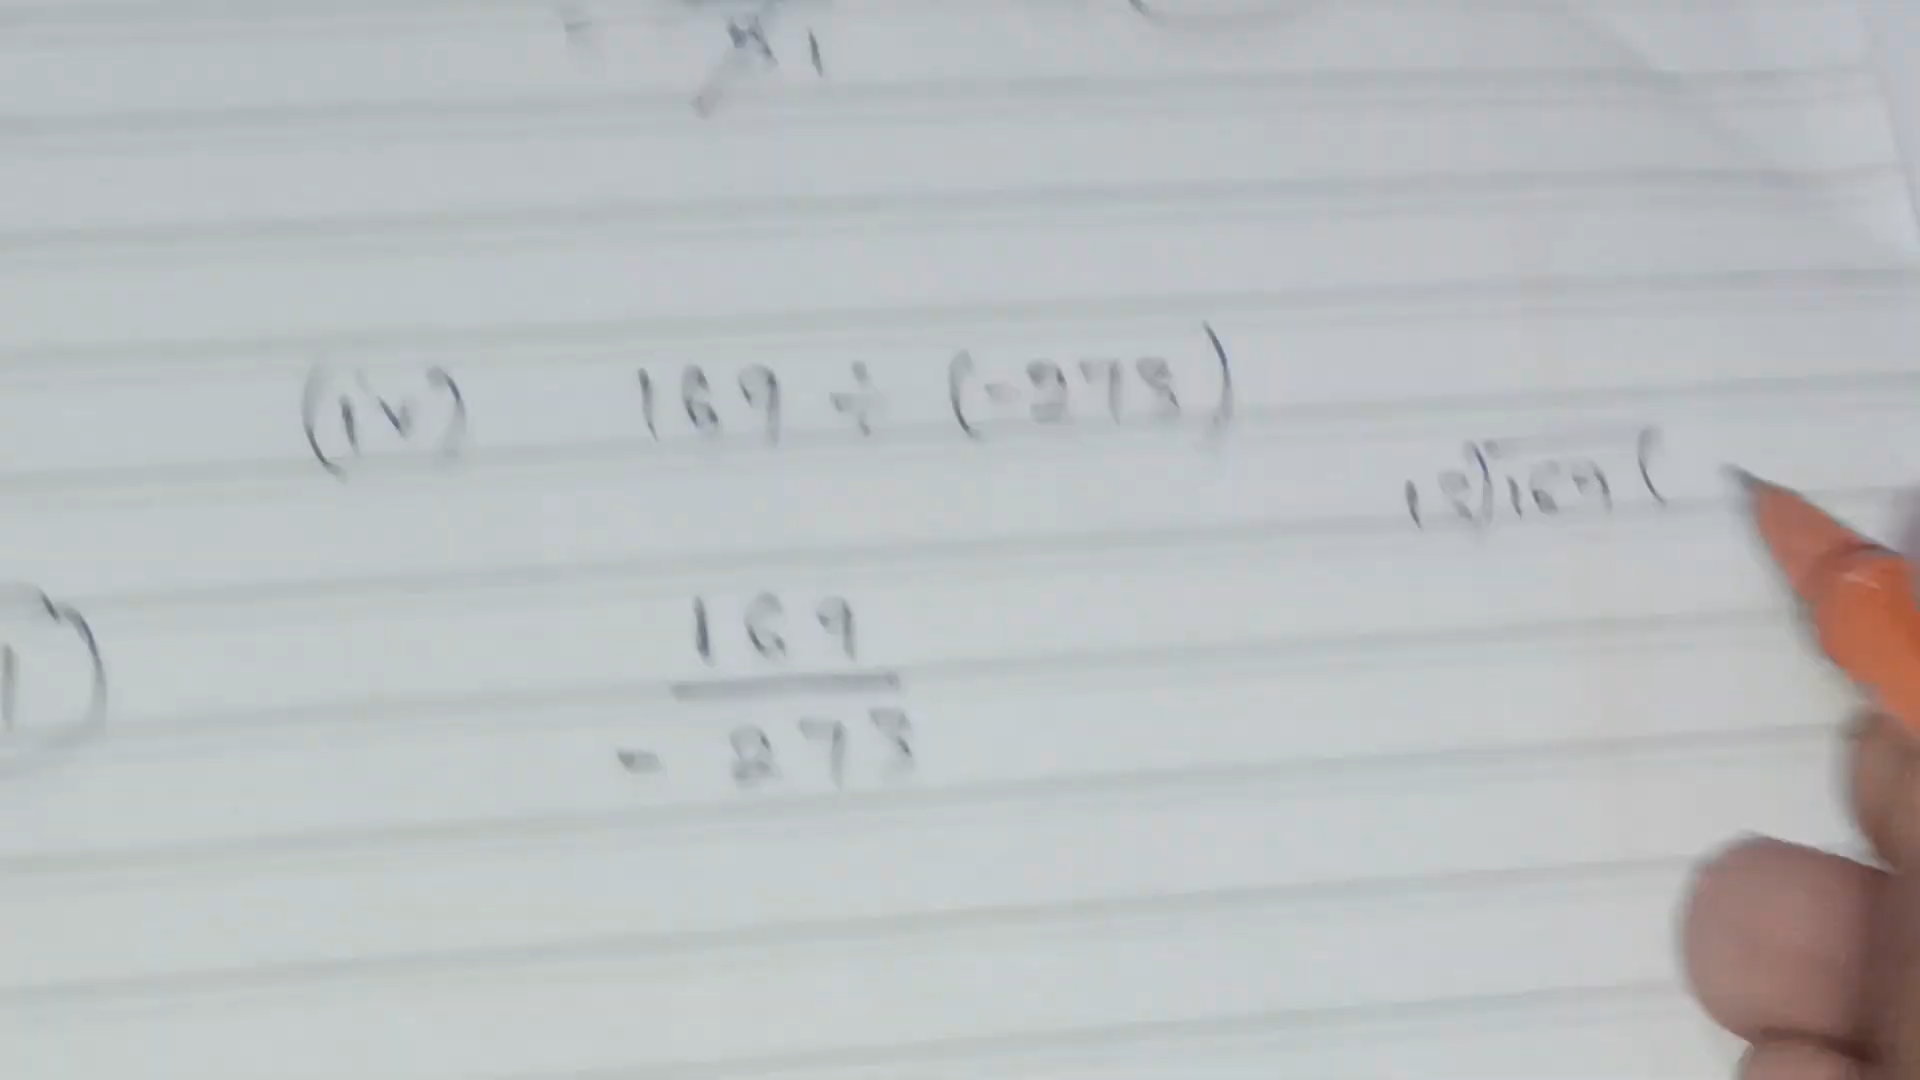 (iv) 169 ÷ (-273)
13)169(
169
- 273